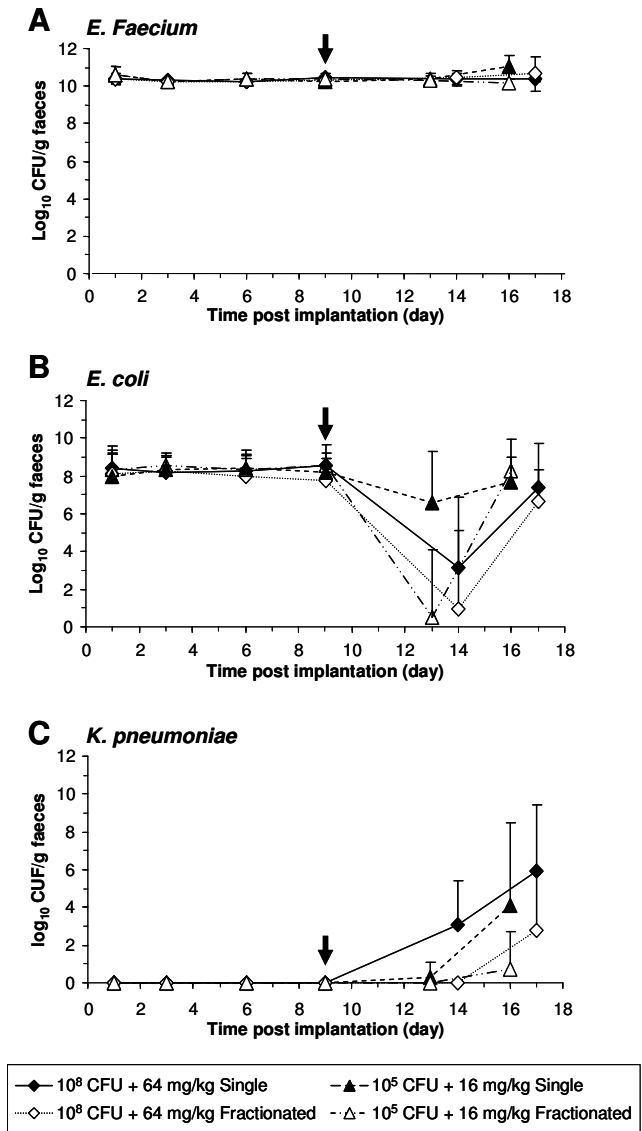 A E. Faecium
12
10
8
6
4
2
0
Log₁₀ CFU/g faeces
0 2 4 6 8 10 12 14 16 18
Time post implantation (day)
B E. coli
12
10
8
6
4
2
0
Log₁₀ CFU/g faeces
0 2 4 6 8 10 12 14 16 18
Time post implantation (day)
C K. pneumoniae
12
10
8
6
4
2
0
log₁₀ CUF/g faeces
0 2 4 6 8 10 12 14 16 18
Time post implantation (day)
10⁸ CFU + 64 mg/kg Single 10⁵ CFU + 16 mg/kg Single
10⁸ CFU + 64 mg/kg Fractionated 10⁵ CFU + 16 mg/kg Fractionated